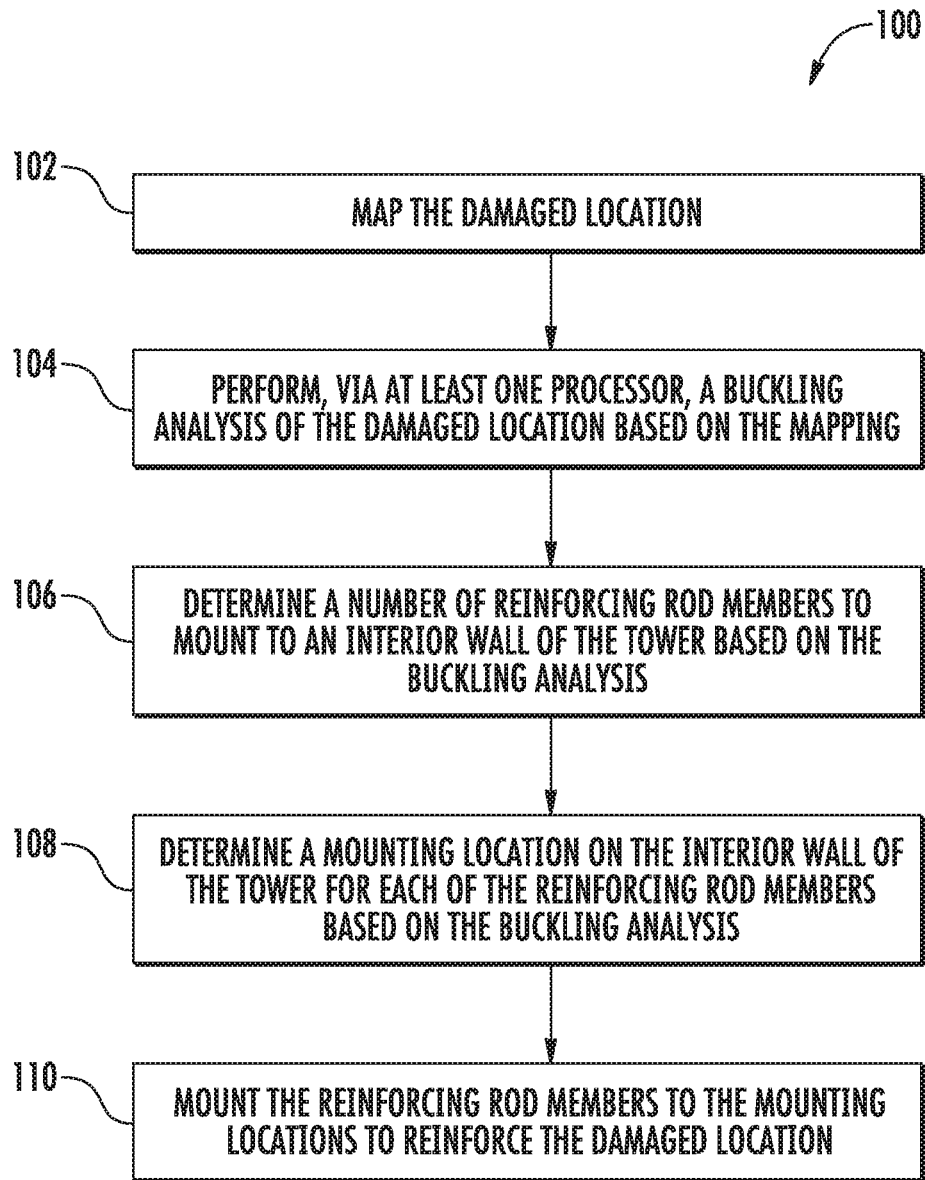 100
102
MAP THE DAMAGED LOCATION
104
PERFORM, VIA AT LEAST ONE PROCESSOR, A BUCKLING
ANALYSIS OF THE DAMAGED LOCATION BASED ON THE MAPPING
106
DETERMINE A NUMBER OF REINFORCING ROD MEMBERS TO
MOUNT TO AN INTERIOR WALL OF THE TOWER BASED ON THE
BUCKLING ANALYSIS
108
DETERMINE A MOUNTING LOCATION ON THE INTERIOR WALL OF
THE TOWER FOR EACH OF THE REINFORCING ROD MEMBERS
BASED ON THE BUCKLING ANALYSIS
110
MOUNT THE REINFORCING ROD MEMBERS TO THE MOUNTING
LOCATIONS TO REINFORCE THE DAMAGED LOCATION